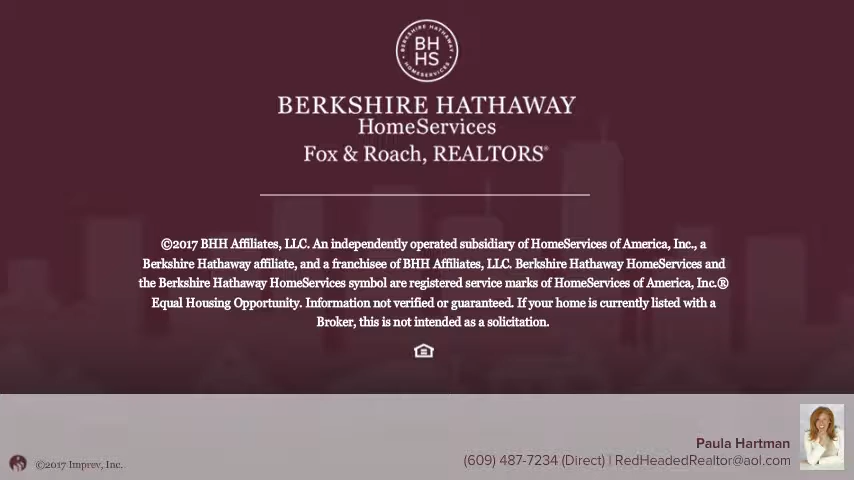 BERKSHIRE HATHAWAY
BH
HS
HOMESERVICES
BERKSHIRE HATHAWAY
HomeServices
Fox & Roach, REALTORS®
©2017 BHH Affiliates, LLC. An independently operated subsidiary of HomeServices of America, Inc., a
Berkshire Hathaway affiliate, and a franchisee of BHH Affiliates, LLC. Berkshire Hathaway HomeServices and
the Berkshire Hathaway HomeServices symbol are registered service marks of HomeServices of America, Inc.®
Equal Housing Opportunity. Information not verified or guaranteed. If your home is currently listed with a
Broker, this is not intended as a solicitation.
Paula Hartman
(609) 487-7234 (Direct) | RedHeadedRealtor@aol.com
©2017 Imprev, Inc.